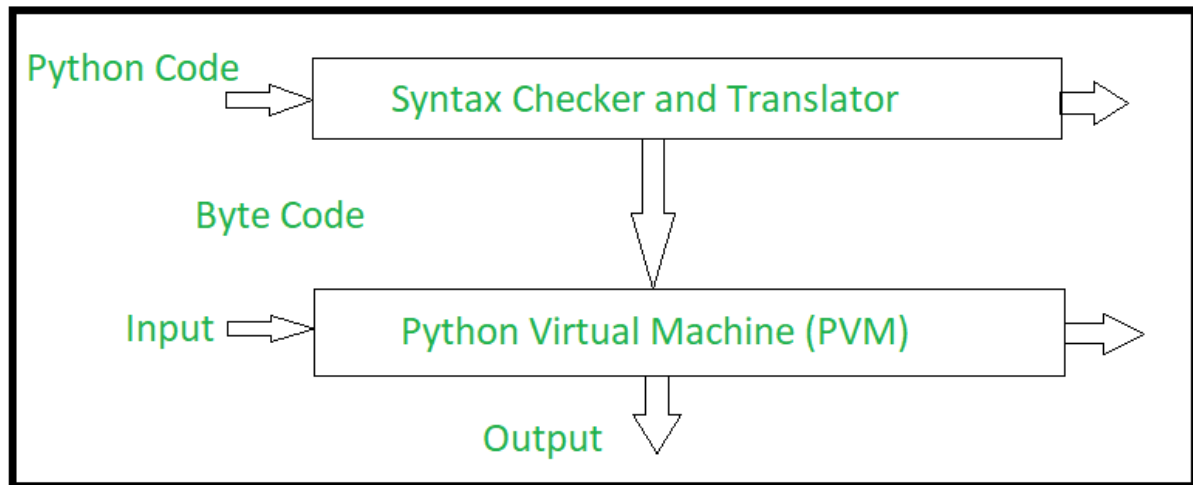 Python Code
Syntax Checker and Translator
Byte Code
Input
Python Virtual Machine (PVM)
Output